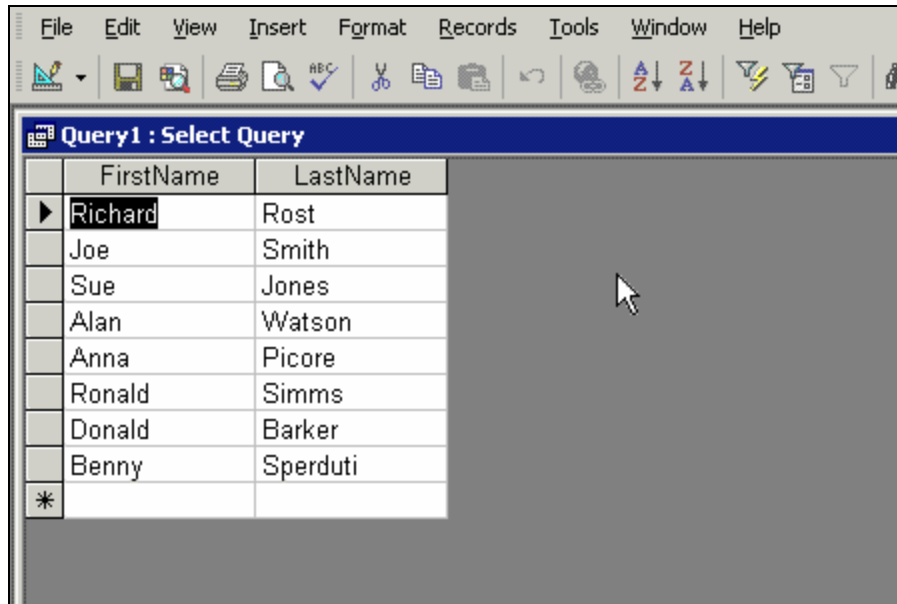 File Edit View Insert Format Records Tools Window Help
ABC A Z Z A
Query1 : Select Query
FirstName LastName
Richard Rost
Joe Smith
Sue Jones
Alan Watson
Anna Picore
Ronald Simms
Donald Barker
Benny Sperduti